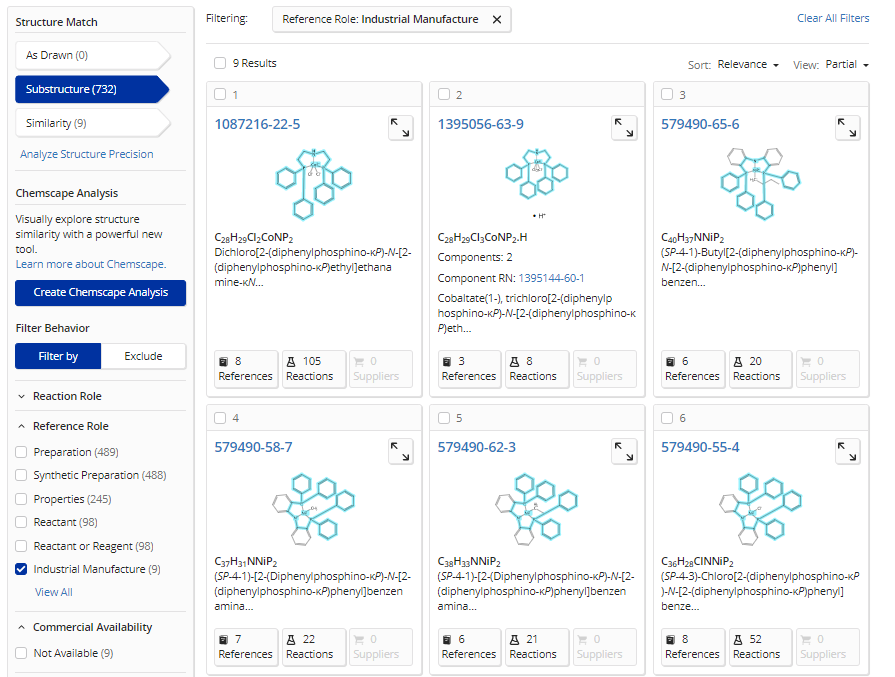 Structure Match
As Drawn (0)
Substructure (732)
Similarity (9)
Analyze Structure Precision
Chemscape Analysis
Visually explore structure
similarity with a powerful new
tool.
Learn more about Chemscape.
Create Chemscape Analysis
Filter Behavior
Filter by
Exclude
Reaction Role
Reference Role
Preparation (489)
Synthetic Preparation (488)
Properties (245)
Reactant (98)
Reactant or Reagent (98)
Industrial Manufacture (9)
View All
Commercial Availability
Not Available (9)
Filtering:
Reference Role: Industrial Manufacture
Clear All Filters
9 Results
Sort: Relevance
View: Partial
1
1087216-22-5
C28H29Cl2CoNP2
Dichloro[2-(diphenylphosphino-κP)-N-[2-
(diphenylphosphino-κP)ethyl]ethana
mine-κN...
8
References
105
Reactions
0
Suppliers
2
1395056-63-9
• H+
C28H29Cl3CoNP2.H
Components: 2
Component RN: 1395144-60-1
Cobaltate(1-), trichloro[2-(diphenylp
hosphino-κP)-N-[2-(diphenylphosphino-κ
P)eth...
3
References
8
Reactions
0
Suppliers
3
579490-65-6
C40H37NNiP2
(SP-4-1)-Butyl[2-(diphenylphosphino-κP)-
N-[2-(diphenylphosphino-κP)phenyl]
benzen...
6
References
20
Reactions
0
Suppliers
4
579490-58-7
C37H31NNiP2
(SP-4-1)-[2-(Diphenylphosphino-κP)-N-[2-
(diphenylphosphino-κP)phenyl]benzen
amina...
7
References
22
Reactions
0
Suppliers
5
579490-62-3
C38H33NNiP2
(SP-4-1)-[2-(Diphenylphosphino-κP)-N-[2-
(diphenylphosphino-κP)phenyl]benzen
amina...
6
References
21
Reactions
0
Suppliers
6
579490-55-4
C36H28ClNNiP2
(SP-4-3)-Chloro[2-(diphenylphosphino-κP
)-N-[2-(diphenylphosphino-κP)phenyl]
benze...
8
References
52
Reactions
0
Suppliers